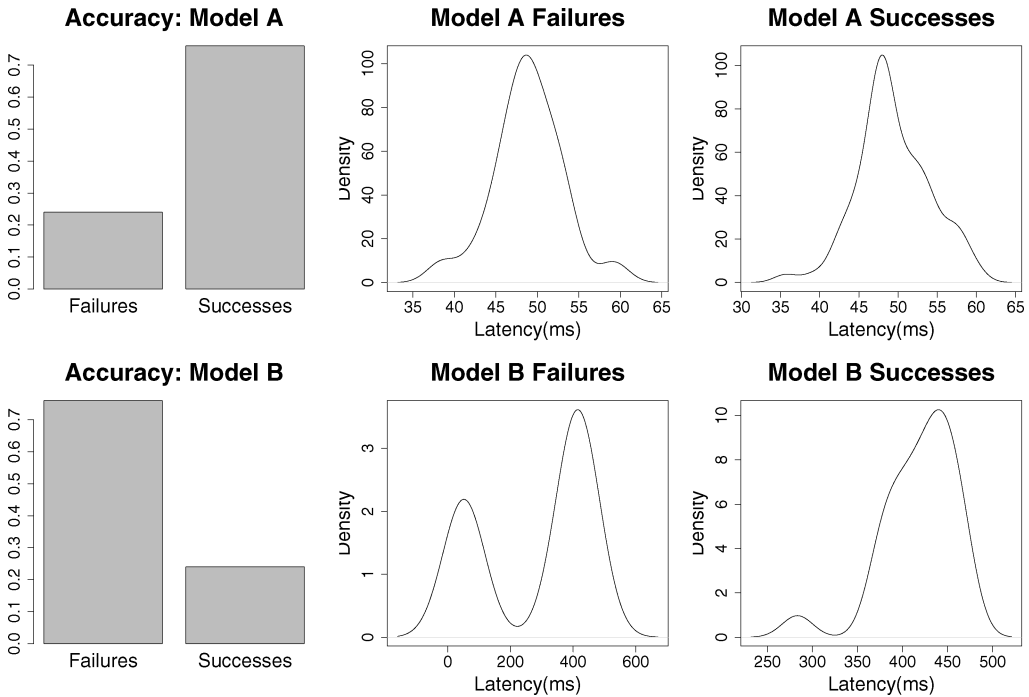 Accuracy: Model A
0.0 0.1 0.2 0.3 0.4 0.5 0.6 0.7
Failures Successes
Model A Failures
Density
0 20 40 60 80 100
35 40 45 50 55 60 65
Latency(ms)
Model A Successes
Density
0 20 40 60 80 100
30 35 40 45 50 55 60 65
Latency(ms)
Accuracy: Model B
0.0 0.1 0.2 0.3 0.4 0.5 0.6 0.7
Failures Successes
Model B Failures
Density
0 1 2 3
0 200 400 600
Latency(ms)
Model B Successes
Density
0 2 4 6 8 10
250 300 350 400 450 500
Latency(ms)